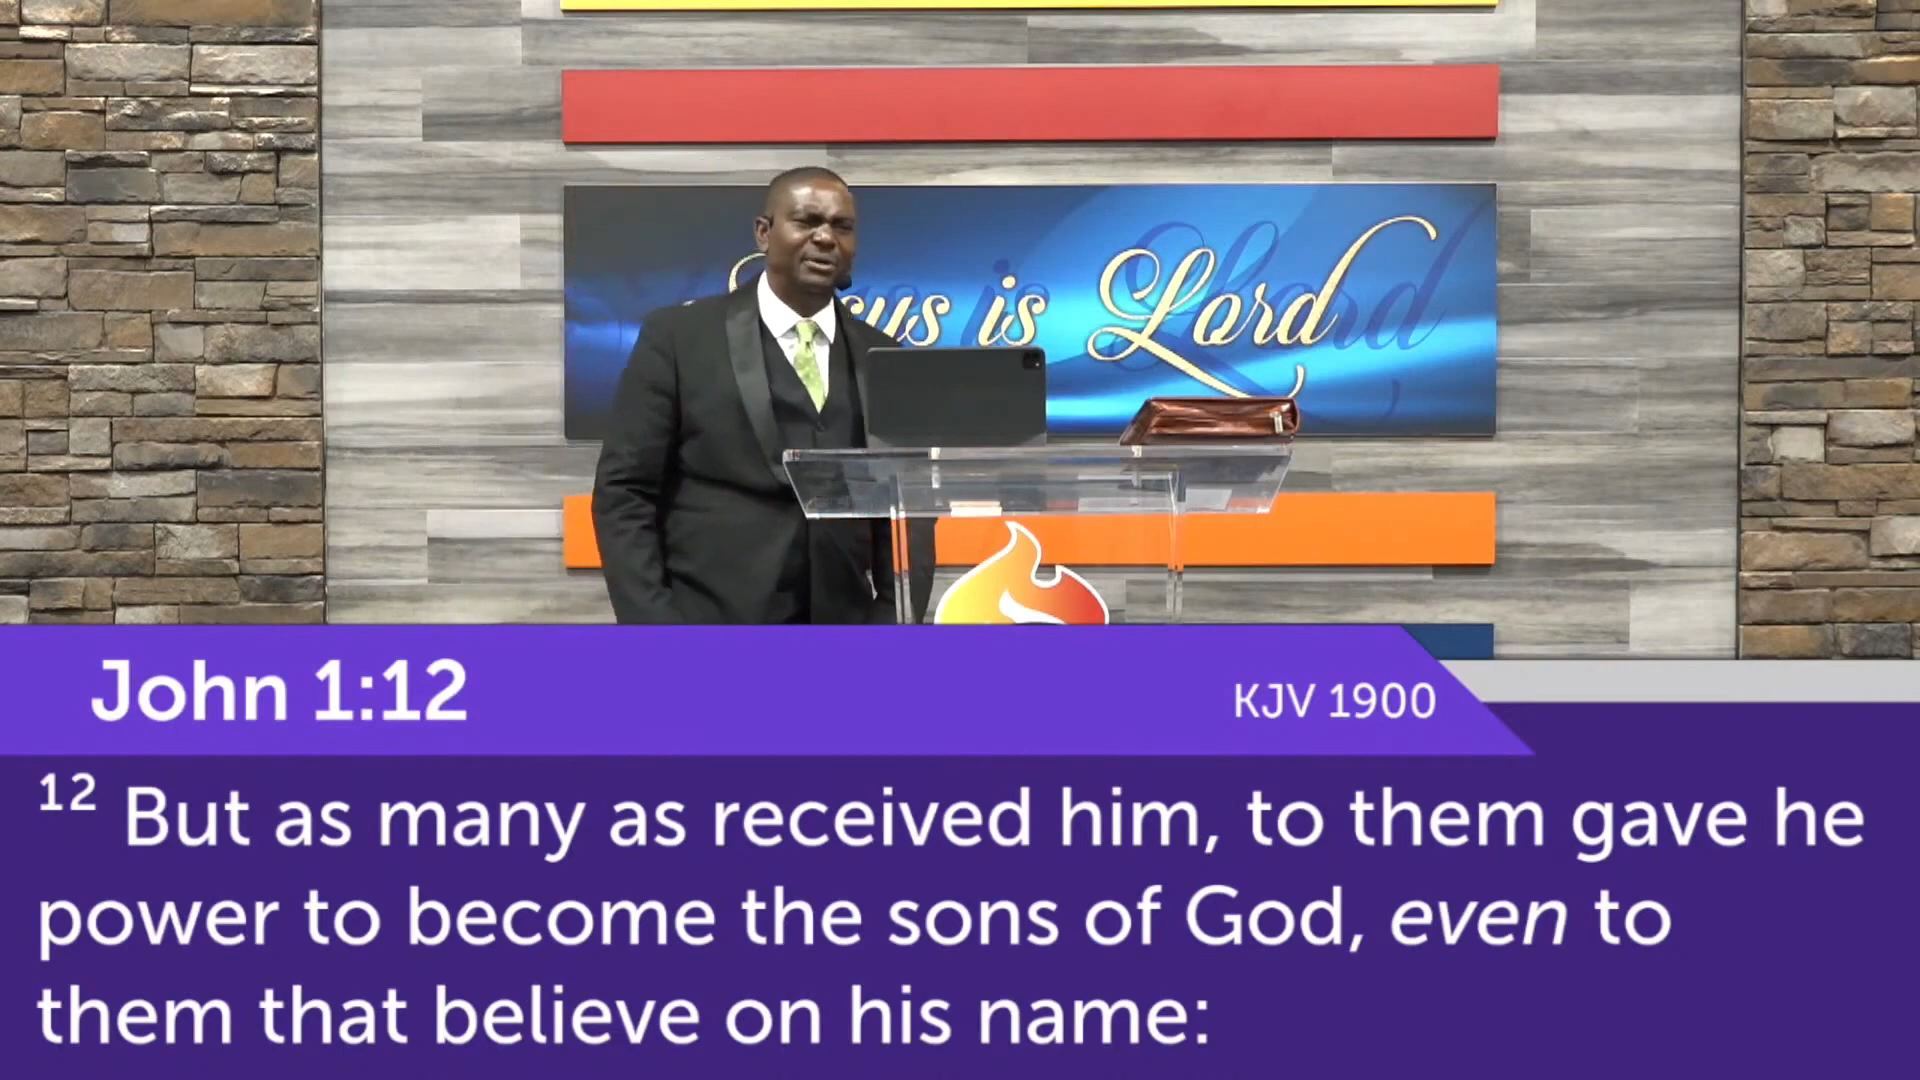 is Lord
John 1:12
KJV 1900
12 But as many as received him, to them gave he
power to become the sons of God, even to
them that believe on his name: